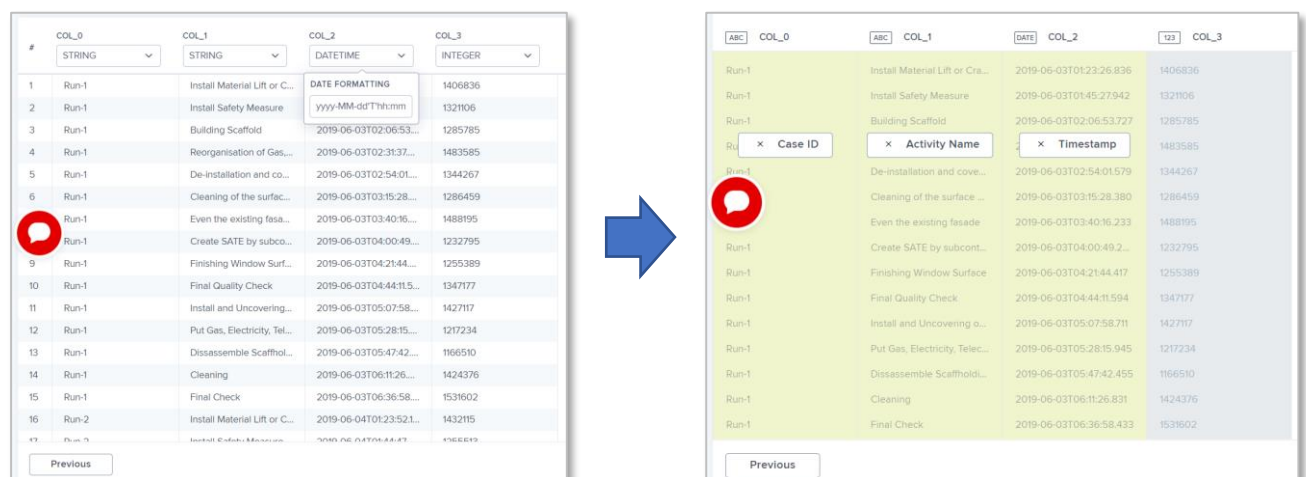 COL_0 COL_1 COL_2 COL_3
# STRING STRING DATETIME INTEGER
1 Run-1 Install Material Lift or C... DATE FORMATTING 1406836
2 Run-1 Install Safety Measure yyyy-MM-dd'T'hh:mm 1321106
3 Run-1 Building Scaffold 2019-06-03T02:06:53.... 1285785
4 Run-1 Reorganisation of Gas,... 2019-06-03T02:31:37.... 1483585
5 Run-1 De-installation and co... 2019-06-03T02:54:01.... 1344267
6 Run-1 Cleaning of the surfac... 2019-06-03T03:15:28.... 1286459
Run-1 Even the existing fasa... 2019-06-03T03:40:16.... 1488195
Run-1 Create SATE by subco... 2019-06-03T04:00:49.... 1232795
9 Run-1 Finishing Window Surf... 2019-06-03T04:21:44.... 1255389
10 Run-1 Final Quality Check 2019-06-03T04:44:11.5... 1347177
11 Run-1 Install and Uncovering... 2019-06-03T05:07:58.... 1427117
12 Run-1 Put Gas, Electricity, Tel... 2019-06-03T05:28:15.... 1217234
13 Run-1 Dissassemble Scaffhol... 2019-06-03T05:47:42.... 1166510
14 Run-1 Cleaning 2019-06-03T06:11:26.... 1424376
15 Run-1 Final Check 2019-06-03T06:36:58.... 1531602
16 Run-2 Install Material Lift or C... 2019-06-04T01:23:52.1... 1432115
17 Run-2 Install Safety Measure 2019-06-04T01:44:47.... 1255513
Previous
ABC COL_0 ABC COL_1 DATE COL_2 123 COL_3
Run-1 Install Material Lift or Cra... 2019-06-03T01:23:26.836 1406836
Run-1 Install Safety Measure 2019-06-03T01:45:27.942 1321106
Run-1 Building Scaffold 2019-06-03T02:06:53.727 1285785
× Case ID × Activity Name × Timestamp 1483585
Run-1 De-installation and cove... 2019-06-03T02:54:01.579 1344267
Cleaning of the surface ... 2019-06-03T03:15:28.380 1286459
Even the existing fasade 2019-06-03T03:40:16.233 1488195
Run-1 Create SATE by subcont... 2019-06-03T04:00:49.2... 1232795
Run-1 Finishing Window Surface 2019-06-03T04:21:44.417 1255389
Run-1 Final Quality Check 2019-06-03T04:44:11.594 1347177
Run-1 Install and Uncovering o... 2019-06-03T05:07:58.711 1427117
Run-1 Put Gas, Electricity, Telec... 2019-06-03T05:28:15.945 1217234
Run-1 Dissassemble Scaffholdi... 2019-06-03T05:47:42.455 1166510
Run-1 Cleaning 2019-06-03T06:11:26.831 1424376
Run-1 Final Check 2019-06-03T06:36:58.433 1531602
Previous